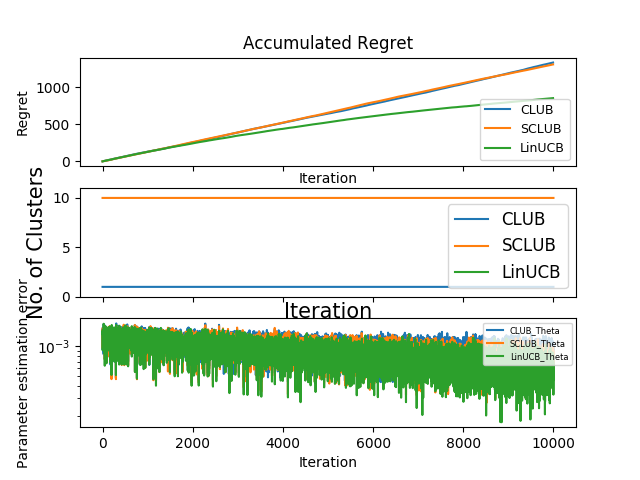 Accumulated Regret
Regret
1000
500
0
CLUB
SCLUB
LinUCB
Iteration
No. of Clusters
10
5
0
CLUB
SCLUB
LinUCB
Iteration
Parameter estimation error
10⁻³
CLUB_Theta
SCLUB_Theta
LinUCB_Theta
0 2000 4000 6000 8000 10000
Iteration